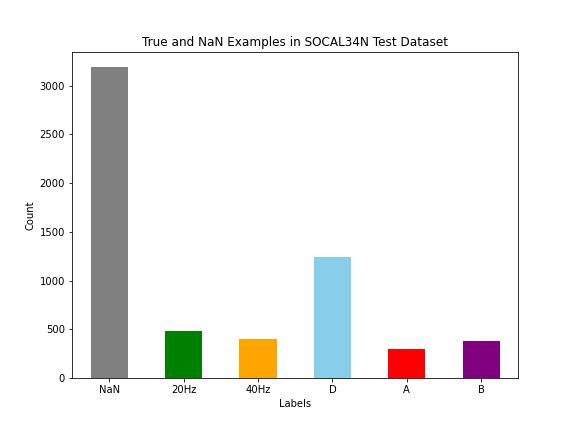 True and NaN Examples in SOCAL34N Test Dataset
3000
2500
2000
1500
1000
500
0
Count
NaN 20Hz 40Hz D A B
Labels